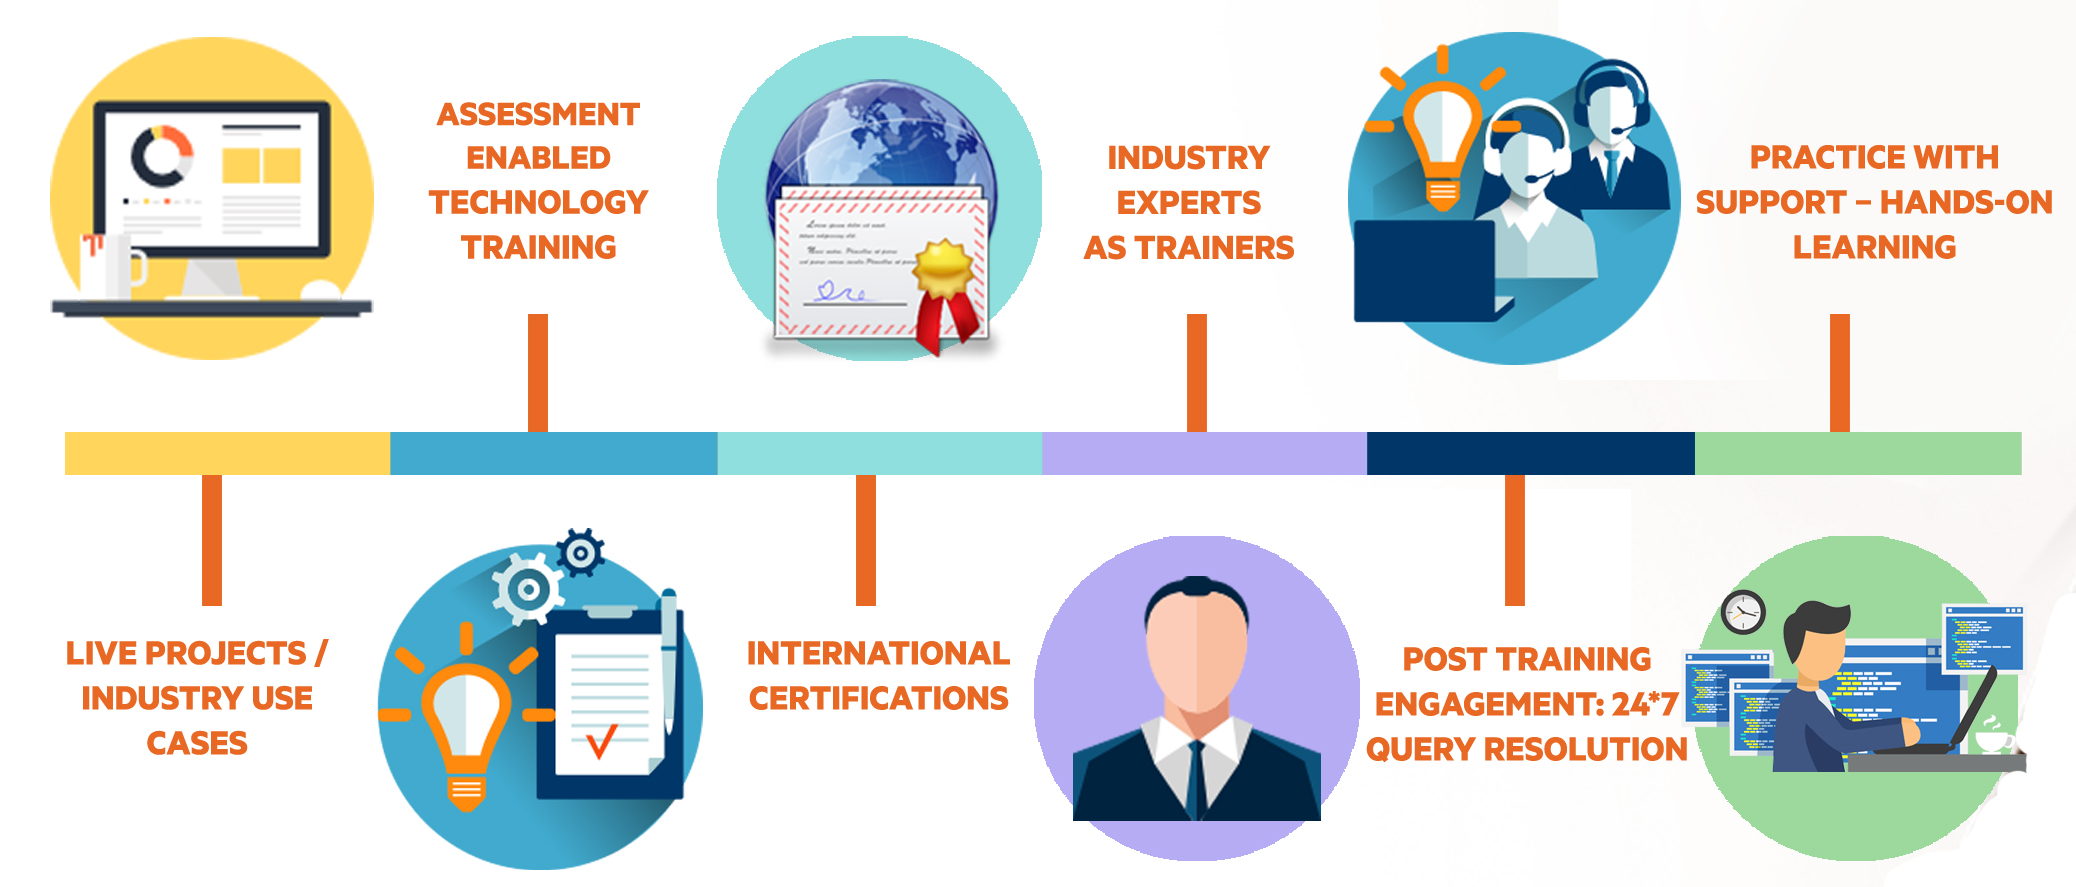 ASSESSMENT
ENABLED
TECHNOLOGY
TRAINING
INDUSTRY
EXPERTS
AS TRAINERS
PRACTICE WITH
SUPPORT – HANDS-ON
LEARNING
LIVE PROJECTS /
INDUSTRY USE
CASES
INTERNATIONAL
CERTIFICATIONS
POST TRAINING
ENGAGEMENT: 24*7
QUERY RESOLUTION